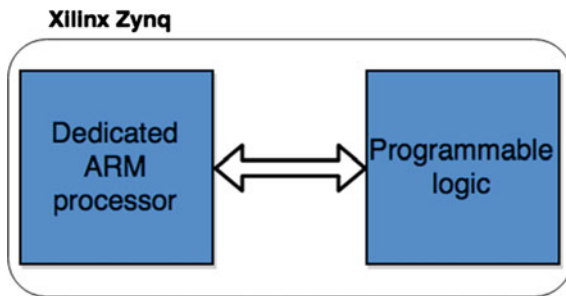 Xilinx Zynq
Dedicated
ARM
processor
Programmable
logic